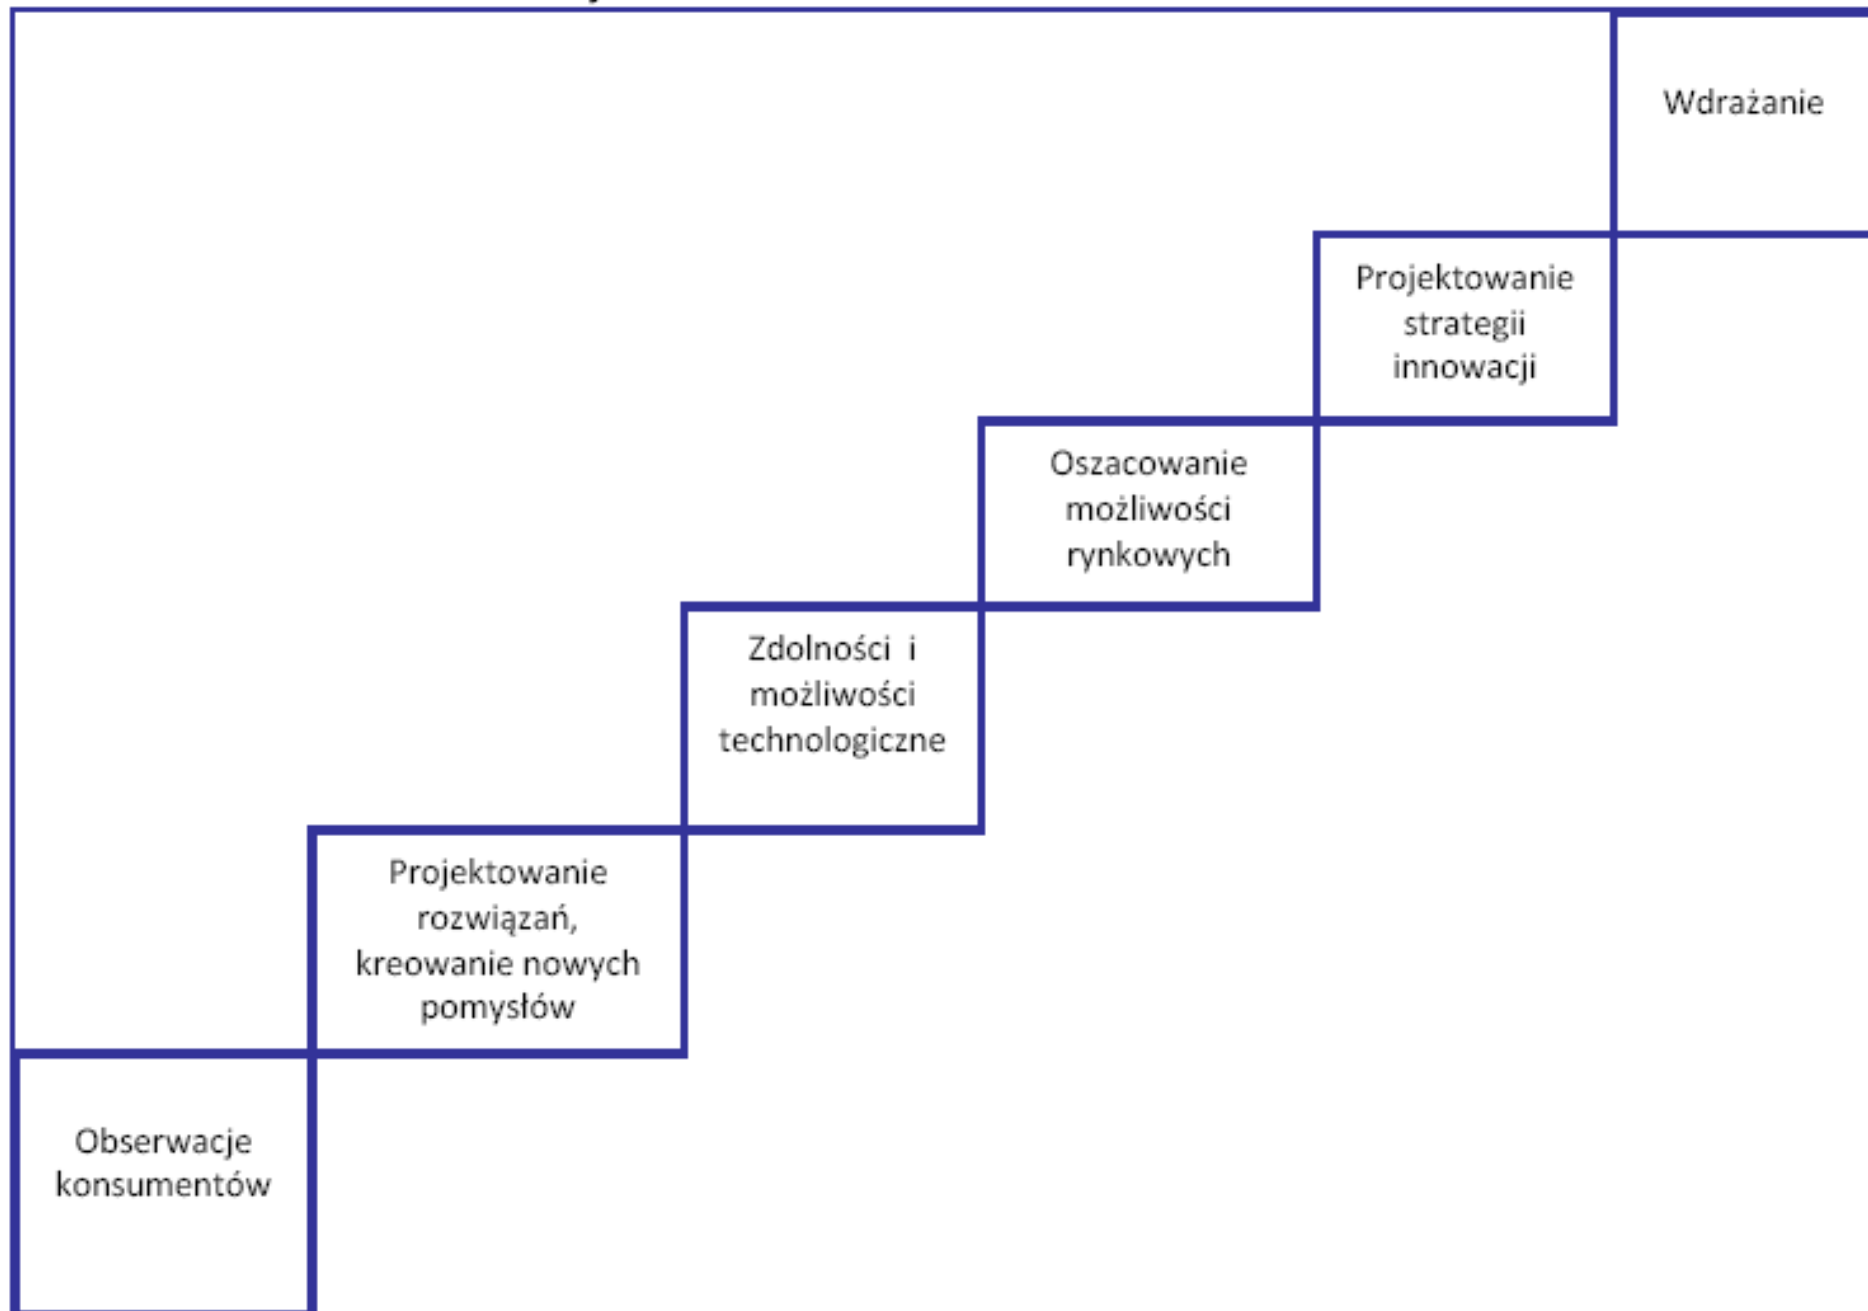 Wdrażanie
Projektowanie
strategii
innowacji
Oszacowanie
możliwości
rynkowych
Zdolności i
możliwości
technologiczne
Projektowanie
rozwiązań,
kreowanie nowych
pomysłów
Obserwacje
konsumentów